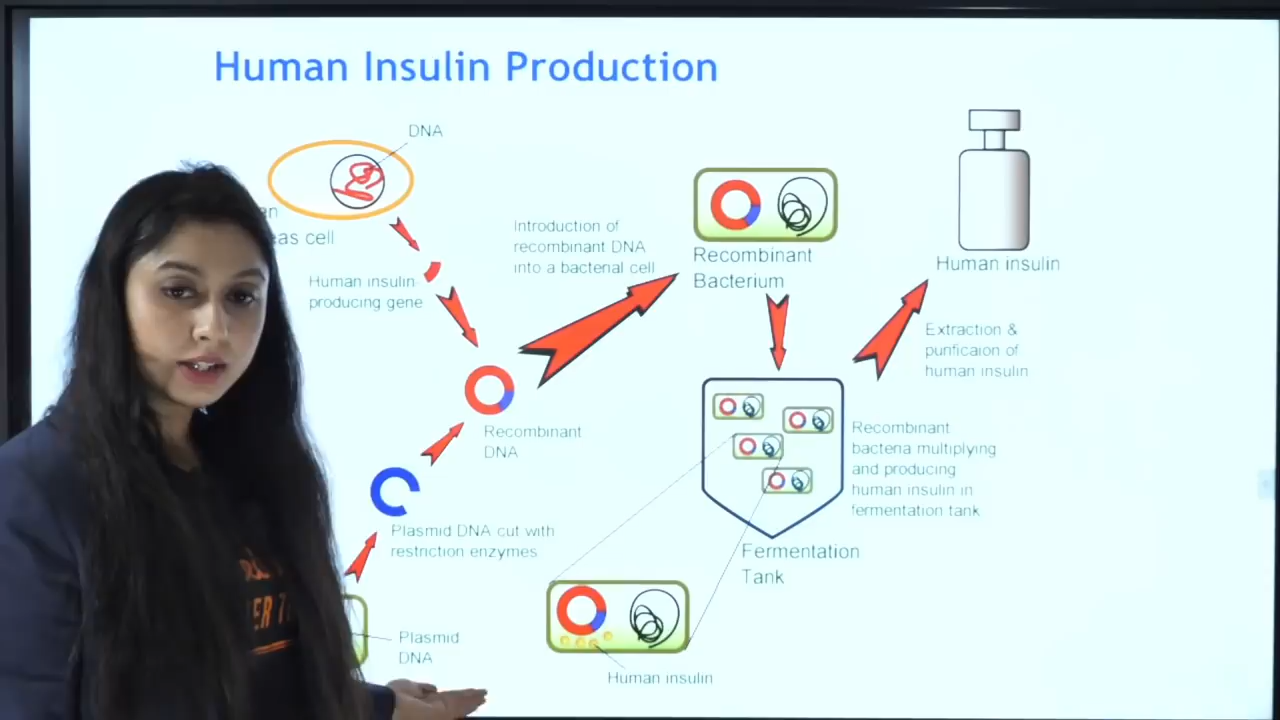 Human Insulin Production
DNA
cell
Human insulin
producing gene
Introduction of
recombinant DNA
into a bacterial cell
Recombinant
Bacterium
Human insulin
Extraction &
purificaion of
human insulin
Recombinant
DNA
Recombinant
bactena multiplying
and producing
human insulin in
fermentation tank
Plasmid DNA cut with
restriction enzymes
Fermentation
Tank
Plasmid
DNA
Human insulin